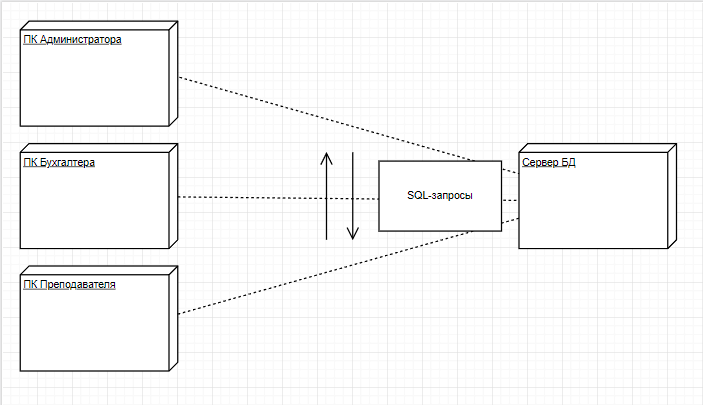 ПК Администратора
ПК Бухгалтера
SQL-запросы
Сервер БД
ПК Преподавателя